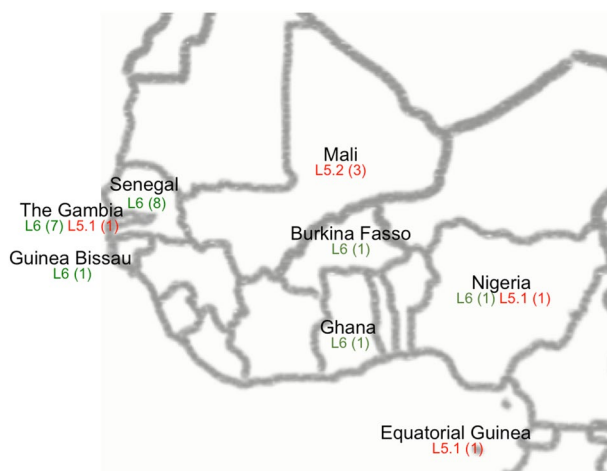 Mali
L5.2 (3)
Senegal
L6 (8)
The Gambia
L6 (7) L5.1 (1)
Burkina Fasso
L6 (1)
Guinea Bissau
L6 (1)
Nigeria
L6 (1) L5.1 (1)
Ghana
L6 (1)
Equatorial Guinea
L5.1 (1)